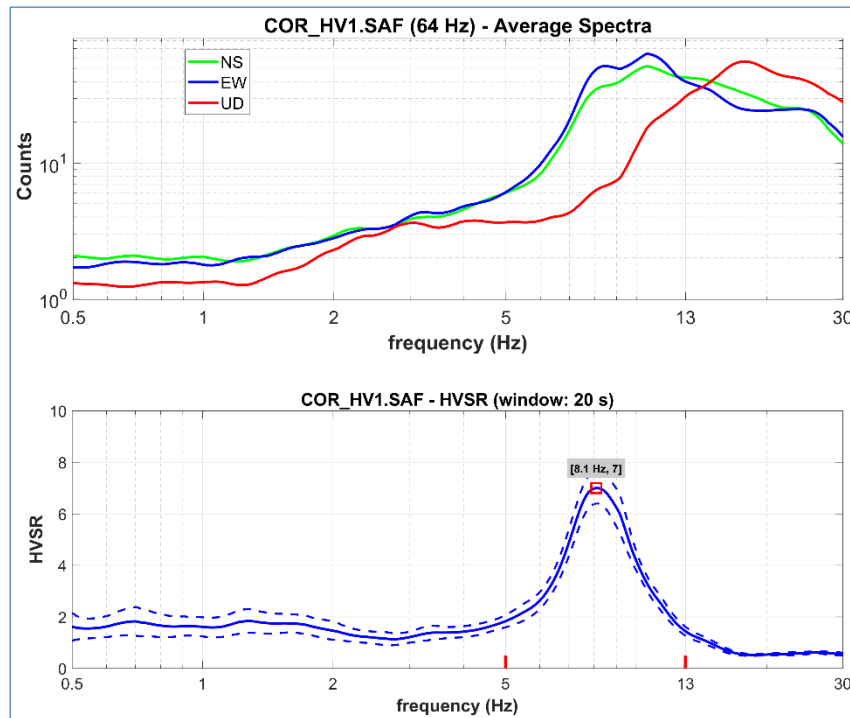 COR_HV1.SAF (64 Hz) - Average Spectra
NS
EW
UD
Counts
10^1
10^0
0.5 1 2 5 13 30
frequency (Hz)
COR_HV1.SAF - HVSR (window: 20 s)
[8.1 Hz, 7]
HVSR
10
8
6
4
2
0
0.5 1 2 5 13 30
frequency (Hz)